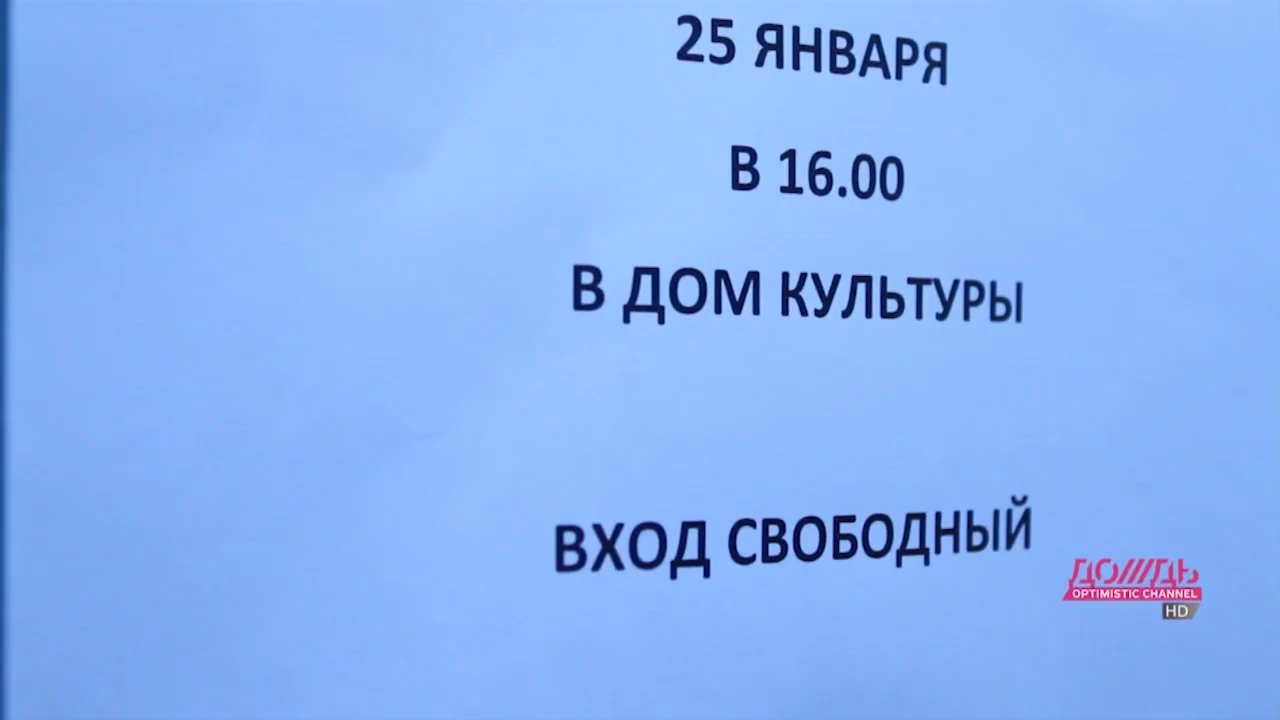 25 ЯНВАРЯ
В 16.00
В ДОМ КУЛЬТУРЫ
ВХОД СВОБОДНЫЙ
ДОЖДЬ
OPTIMISTIC CHANNEL
HD